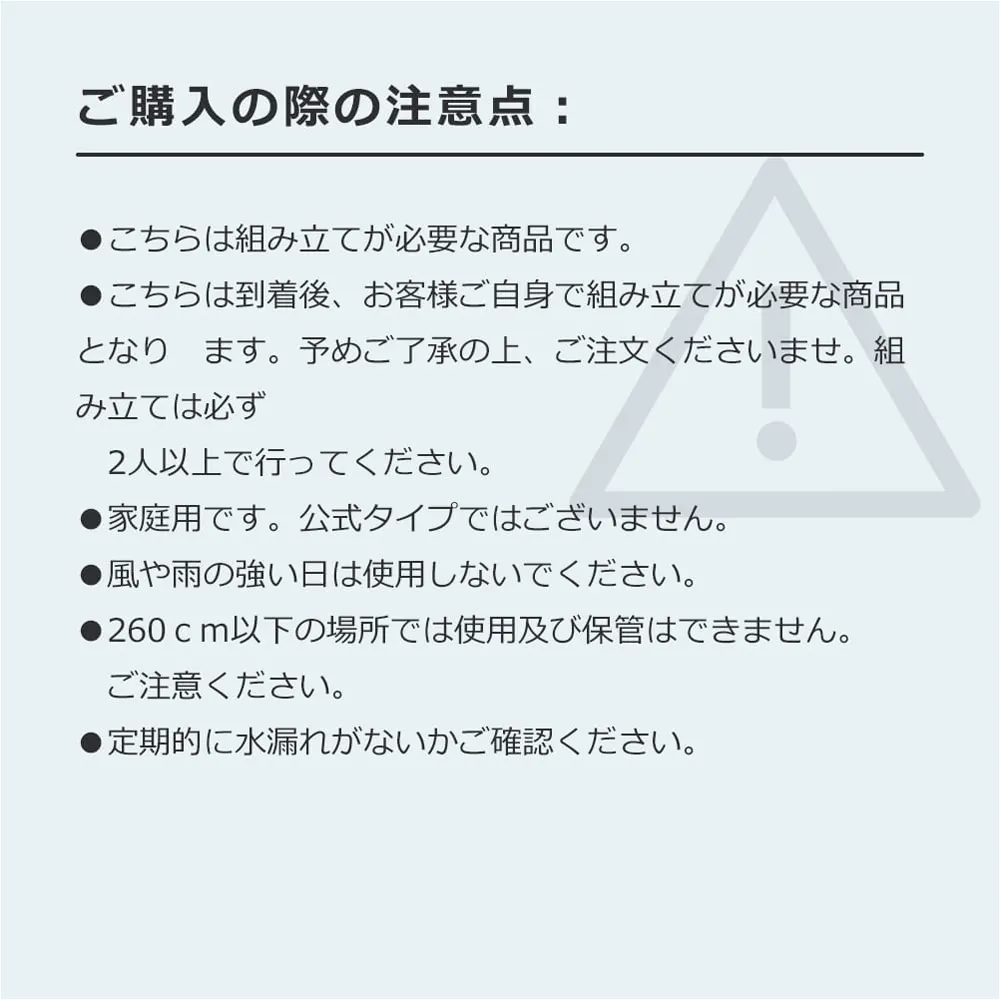 ご購入の際の注意点：
●こちらは組み立てが必要な商品です。
●こちらは到着後、お客様ご自身で組み立てが必要な商品
となり　ます。予めご了承の上、ご注文くださいませ。組
み立ては必ず
　2人以上で行ってください。
●家庭用です。公式タイプではございません。
●風や雨の強い日は使用しないでください。
●260ｃm以下の場所では使用及び保管はできません。
　ご注意ください。
●定期的に水漏れがないかご確認ください。